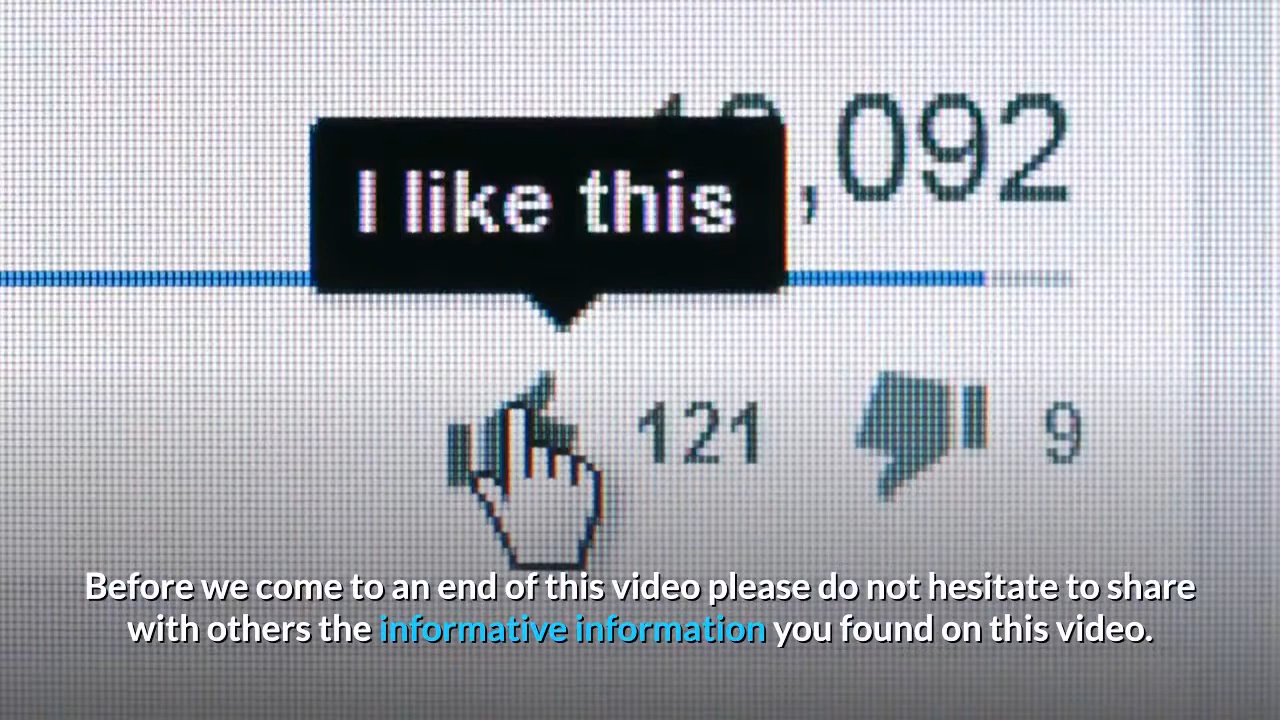 ,092
I like this
121 9
Before we come to an end of this video please do not hesitate to share
with others the informative information you found on this video.